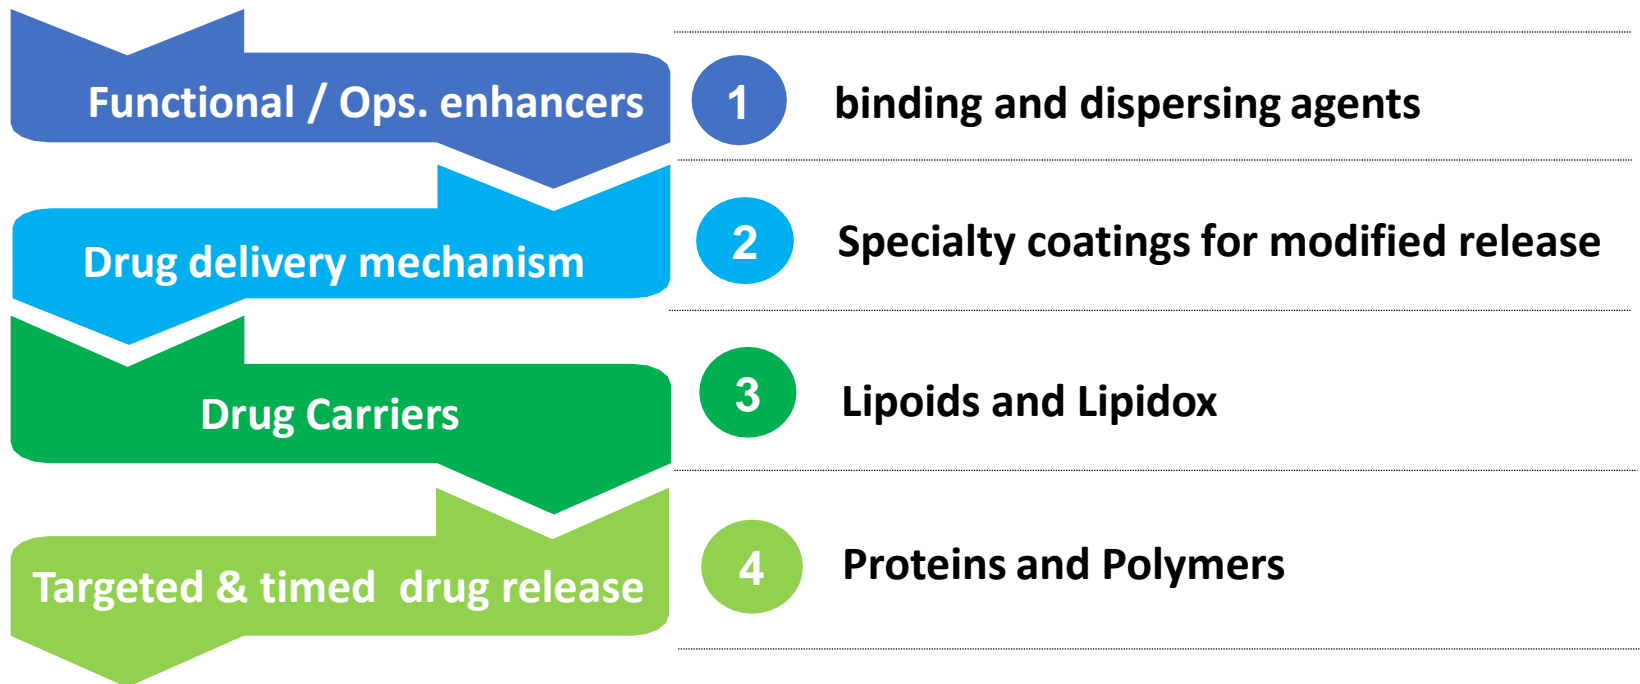 Functional / Ops. enhancers
1
binding and dispersing agents
Drug delivery mechanism
2
Specialty coatings for modified release
Drug Carriers
3
Lipoids and Lipidox
Targeted & timed  drug release
4
Proteins and Polymers